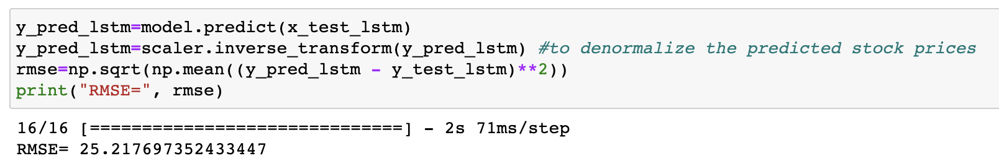 y_pred_lstm=model.predict(x_test_lstm)
y_pred_lstm=scaler.inverse_transform(y_pred_lstm) #to denormalize the predicted stock prices
rmse=np.sqrt(np.mean((y_pred_lstm - y_test_lstm)**2))
print("RMSE=", rmse)
16/16 [==============================] - 2s 71ms/step
RMSE= 25.217697352433447